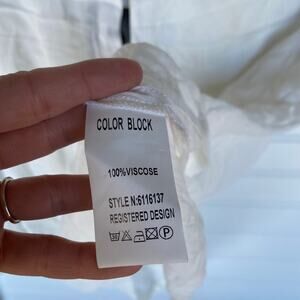 COLOR BLOCK
100%VISCOSE
STYLE N:6116137
REGISTERED DESIGN